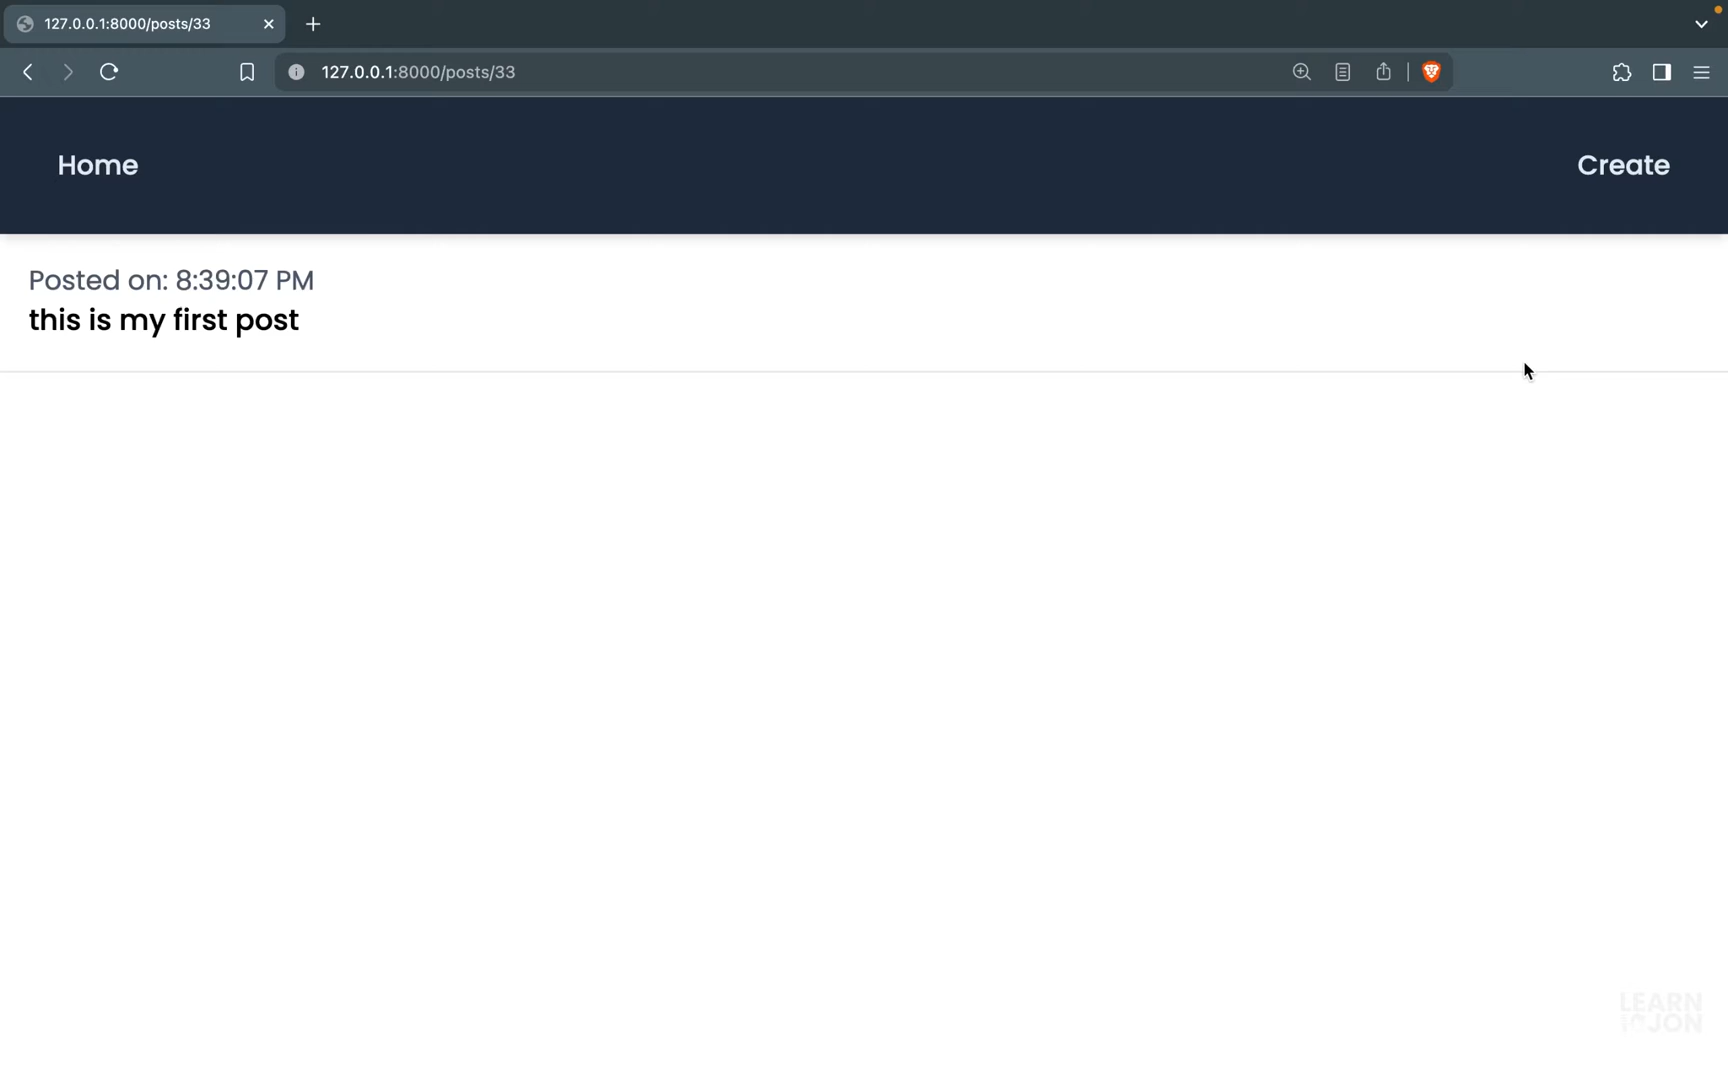 127.0.0.1:8000/posts/33
127.0.0.1:8000/posts/33
Home
Create
Posted on: 8:39:07 PM
this is my first post
LEARN
JON